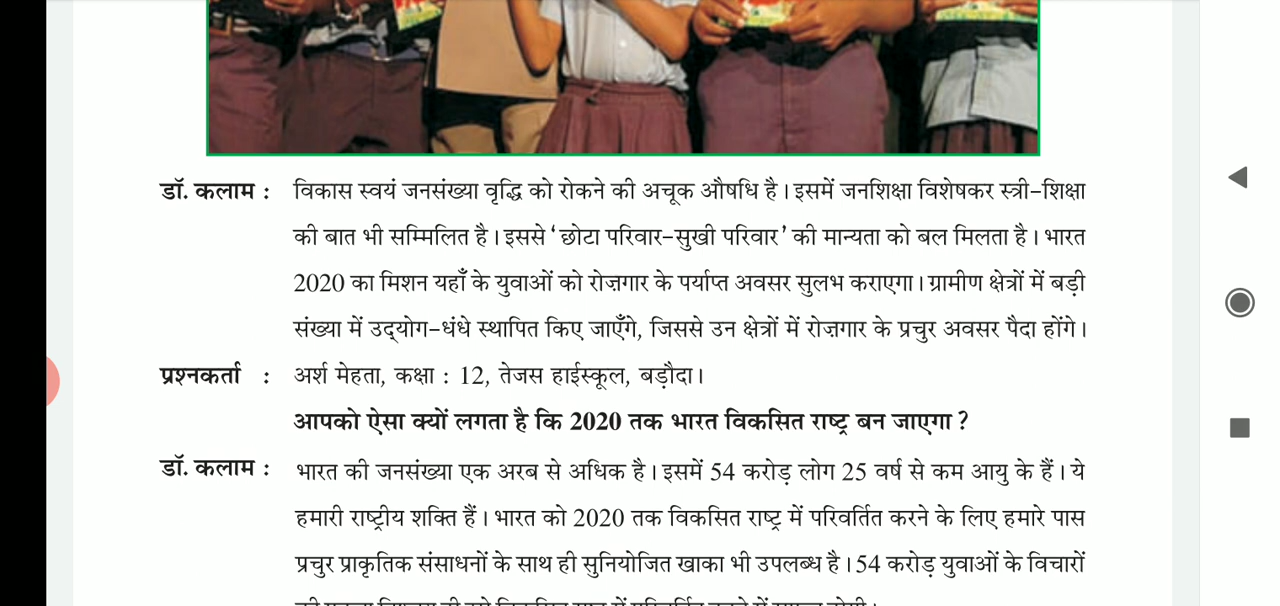 डॉ. कलाम : विकास स्वयं जनसंख्या वृद्धि को रोकने की अचूक औषधि है। इसमें जनशिक्षा विशेषकर स्त्री-शिक्षा
की बात भी सम्मिलित है। इससे ‘छोटा परिवार-सुखी परिवार’ की मान्यता को बल मिलता है। भारत
2020 का मिशन यहाँ के युवाओं को रोज़गार के पर्याप्त अवसर सुलभ कराएगा। ग्रामीण क्षेत्रों में बड़ी
संख्या में उद्‌योग-धंधे स्थापित किए जाएँगे, जिससे उन क्षेत्रों में रोज़गार के प्रचुर अवसर पैदा होंगे।
प्रश्नकर्ता : अर्श मेहता, कक्षा : 12, तेजस हाईस्कूल, बड़ौदा।
आपको ऐसा क्यों लगता है कि 2020 तक भारत विकसित राष्ट्र बन जाएगा ?
डॉ. कलाम : भारत की जनसंख्या एक अरब से अधिक है। इसमें 54 करोड़ लोग 25 वर्ष से कम आयु के हैं। ये
हमारी राष्ट्रीय शक्ति हैं। भारत को 2020 तक विकसित राष्ट्र में परिवर्तित करने के लिए हमारे पास
प्रचुर प्राकृतिक संसाधनों के साथ ही सुनियोजित खाका भी उपलब्ध है। 54 करोड़ युवाओं के विचारों